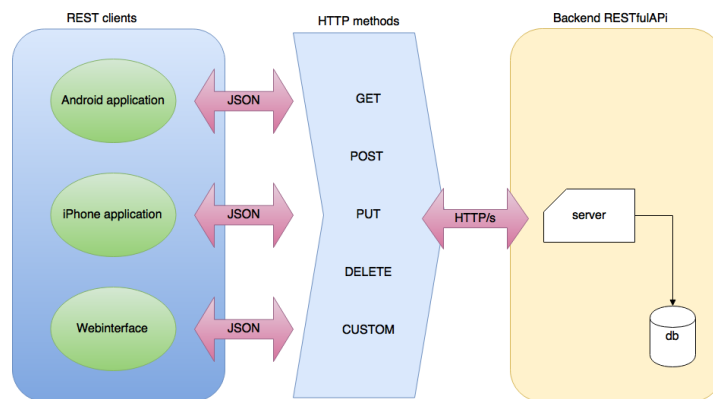 REST clients
HTTP methods
Backend RESTfulAPi
Android application
JSON
GET
POST
iPhone application
JSON
PUT
HTTP/s
server
DELETE
Webinterface
JSON
CUSTOM
db